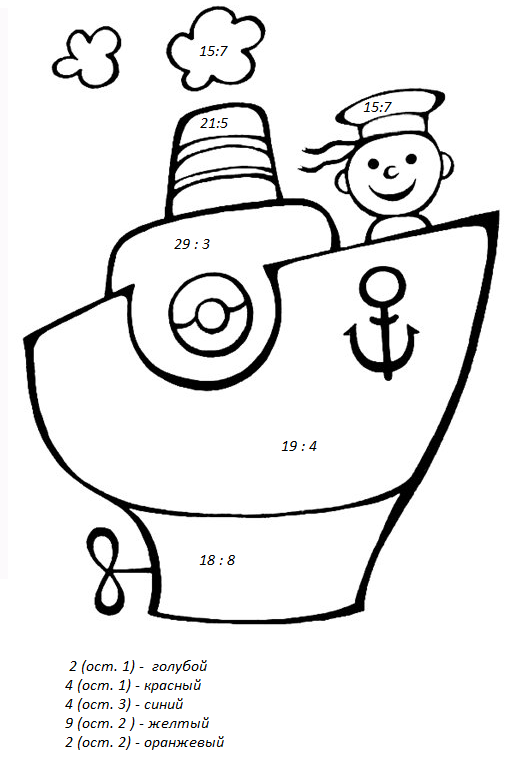 15:7
15:7
21:5
29 : 3
19 : 4
18 : 8
2 (ост. 1) - голубой
4 (ост. 1) - красный
4 (ост. 3) - синий
9 (ост. 2 ) - желтый
2 (ост. 2) - оранжевый